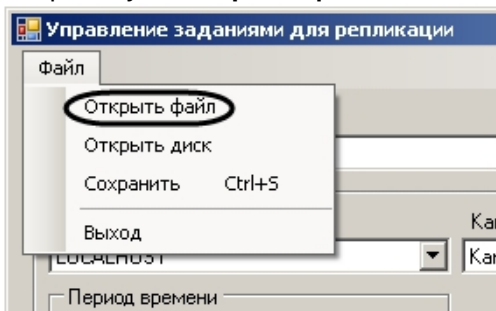 Управление заданиями для репликации
Файл
Открыть файл
Открыть диск
Сохранить Ctrl+S
Выход
LOCALHOST
Период времени